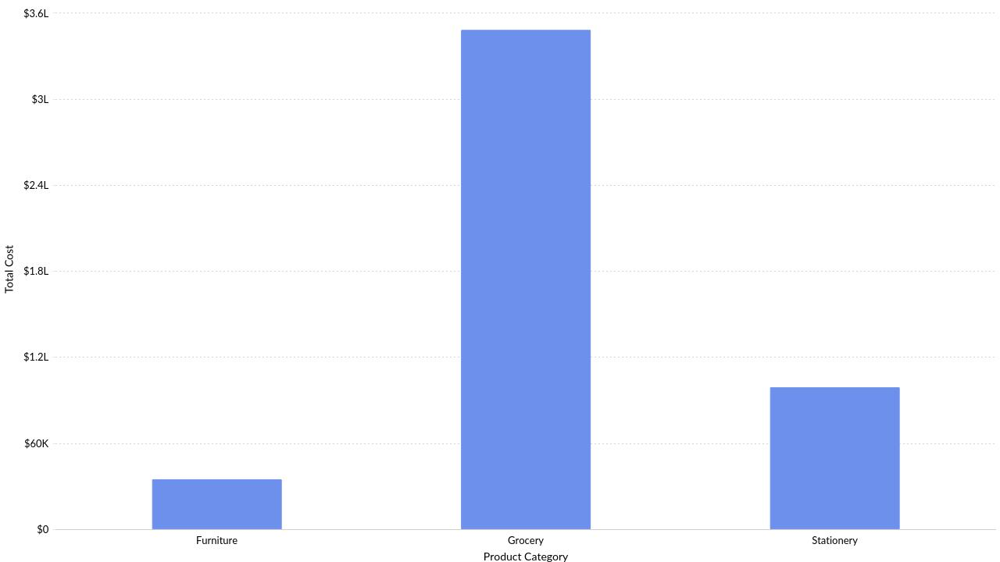 $3.6L
$3L
$2.4L
$1.8L
$1.2L
$60K
$0
Total Cost
Furniture
Grocery
Stationery
Product Category